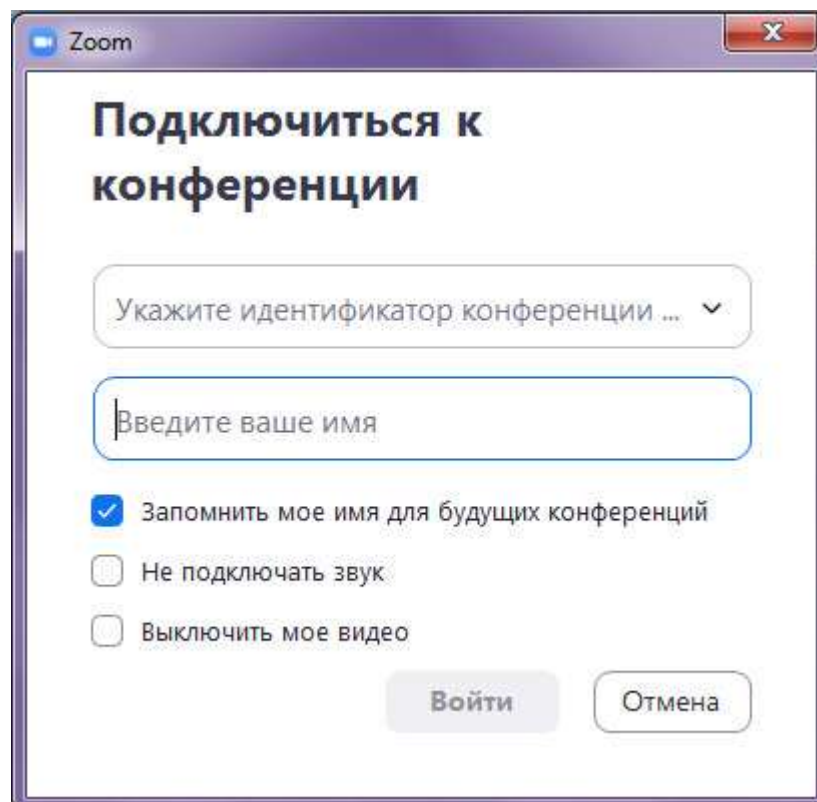 Zoom
Подключиться к
конференции
Укажите идентификатор конференции ...
Введите ваше имя
Запомнить мое имя для будущих конференций
Не подключать звук
Выключить мое видео
Войти Отмена